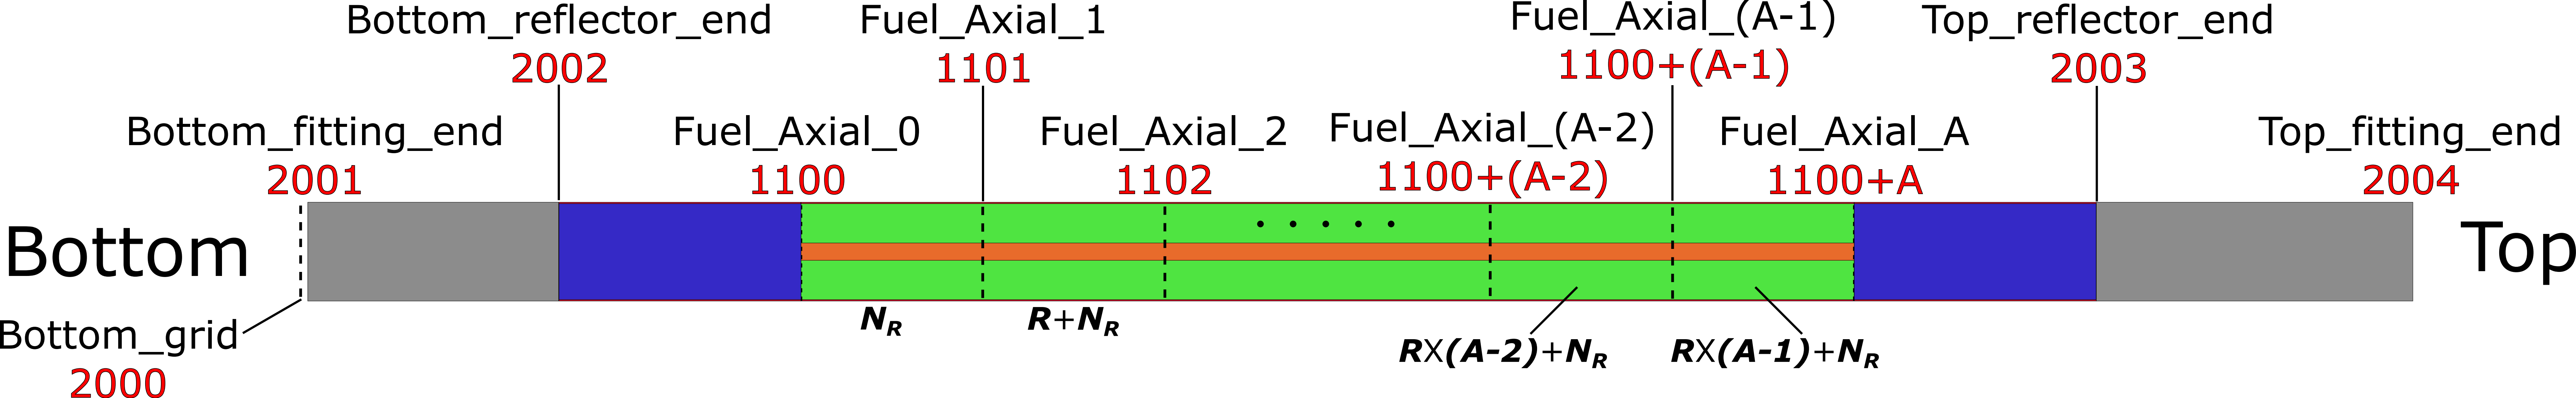 Bottom_reflector_end
2002
Fuel_Axial_1
1101
Fuel_Axial_(A-1)
1100+(A-1)
Top_reflector_end
2003
Bottom_fitting_end
2001
Fuel_Axial_0
1100
Fuel_Axial_2
1102
Fuel_Axial_(A-2)
1100+(A-2)
Fuel_Axial_A
1100+A
Top_fitting_end
2004
Bottom
. . . . .
Top
Bottom_grid
2000
N_R
R+N_R
RX(A-2)+N_R
RX(A-1)+N_R